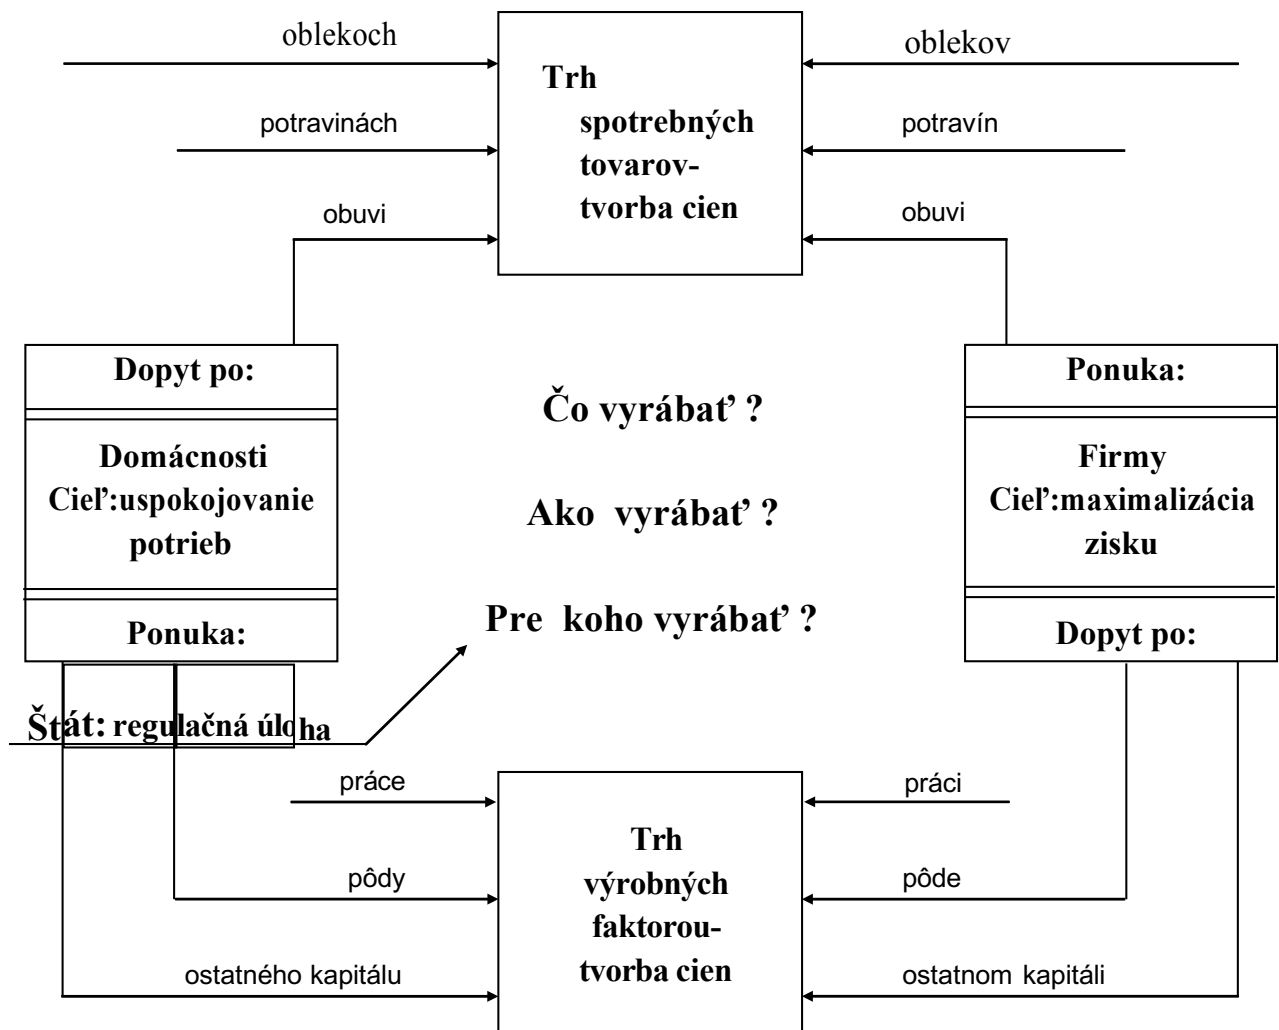 oblekoch
oblekov
Trh
spotrebných
tovarov-
tvorba cien
potravinách
potravín
obuvi
obuvi
Dopyt po:
Domácnosti
Cieľ:uspokojovanie
potrieb
Ponuka:
Čo vyrábať ?
Ako vyrábať ?
Pre koho vyrábať ?
Ponuka:
Firmy
Cieľ:maximalizácia
zisku
Dopyt po:
Štát: regulačná úloha
práce
práci
Trh
výrobných
faktorou-
tvorba cien
pôdy
pôde
ostatného kapitálu
ostatnom kapitáli